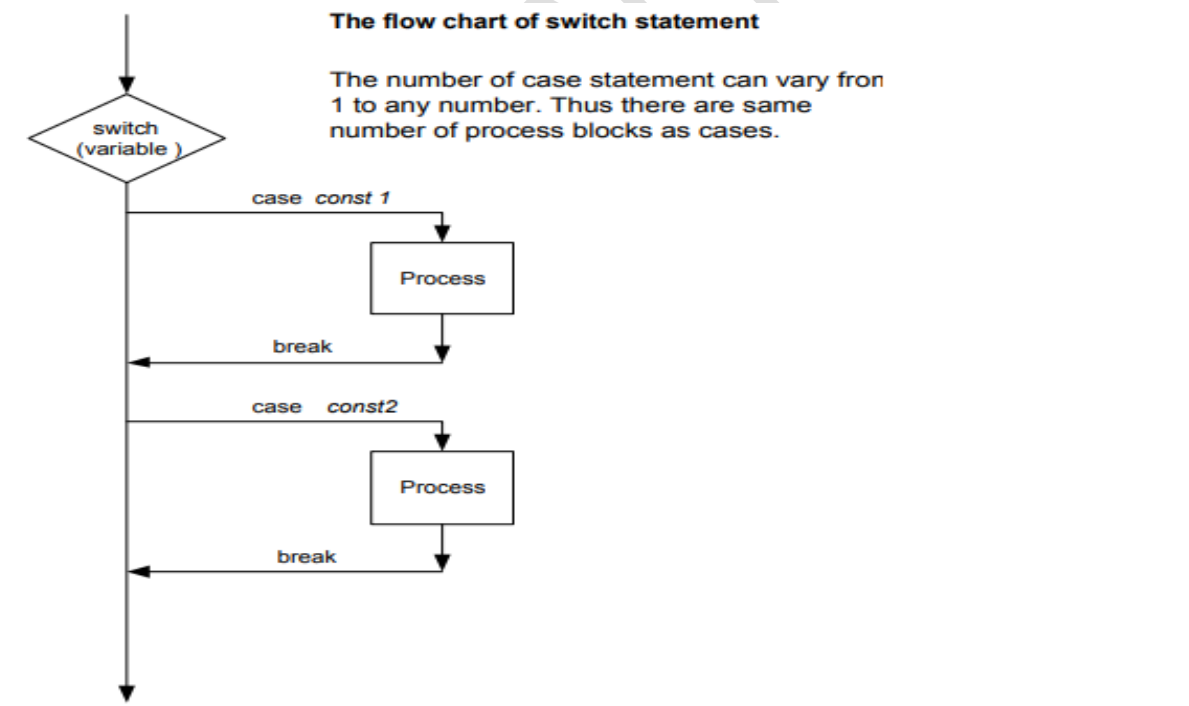 The flow chart of switch statement
The number of case statement can vary fron
1 to any number. Thus there are same
number of process blocks as cases.
switch
(variable )
case const 1
Process
break
case const2
Process
break